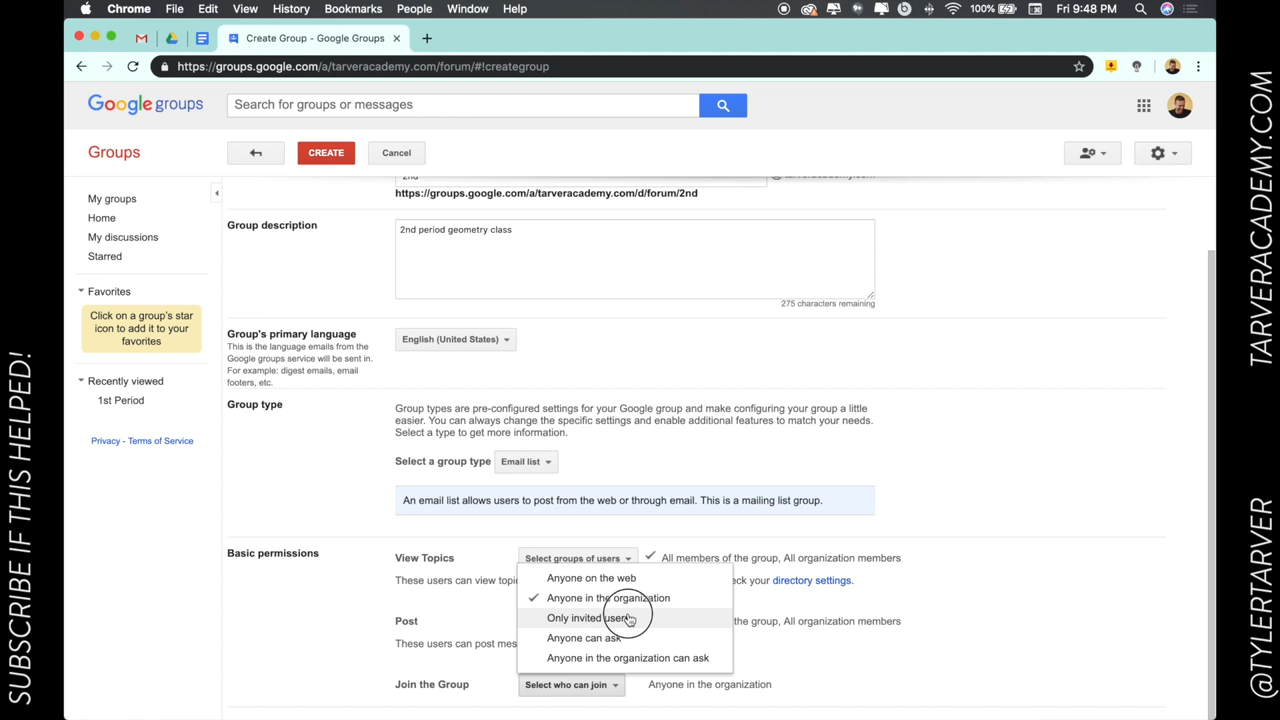 Chrome File Edit View History Bookmarks People Window Help 100% Fri 9:48 PM
Create Group - Google Groups
https://groups.google.com/a/tarveracademy.com/forum/#!creategroup
Google groups
Search for groups or messages
Groups
CREATE
Cancel
My groups
Home
My discussions
Starred
Favorites
Click on a group's star
icon to add it to your
favorites
Recently viewed
1st Period
Privacy - Terms of Service
2nd
https://groups.google.com/a/tarveracademy.com/d/forum/2nd
Group description
2nd period geometry class
275 characters remaining
Group's primary language
This is the language emails from the
Google groups service will be sent in.
For example: digest emails, email
footers, etc.
English (United States)
Group type
Group types are pre-configured settings for your Google group and make configuring your group a little
easier. You can always change the specific settings and enable additional features to match your needs.
Select a type to get more information.
Select a group type Email list
An email list allows users to post from the web or through email. This is a mailing list group.
Basic permissions
View Topics Select groups of users All members of the group, All organization members
These users can view topi
eck your directory settings.
Post
the group, All organization members
These users can post mes
Anyone on the web
Anyone in the organization
Only invited users
Anyone can ask
Anyone in the organization can ask
Join the Group Select who can join Anyone in the organization
SUBSCRIBE IF THIS HELPED!
TARVERACADEMY.COM
@TYLERTARVER